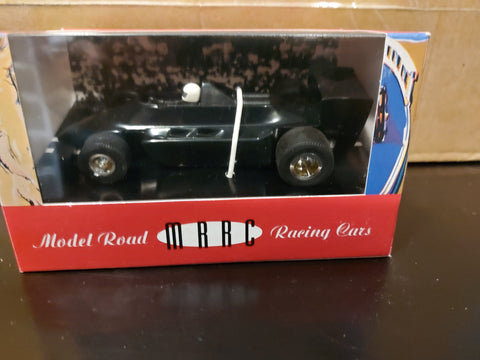 Model Road MRRC Racing Cars